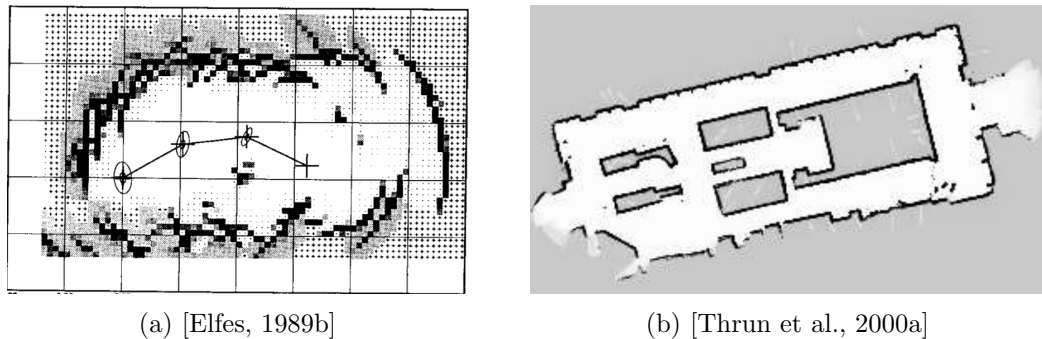 (a) [Elfes, 1989b]
(b) [Thrun et al., 2000a]